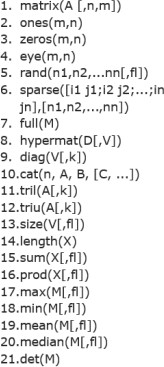 1. matrix(A [,n,m])
2. ones(m,n)
3. zeros(m,n)
4. eye(m,n)
5. rand(n1,n2,...nn[,fl])
6. sparse([i1 j1;i2 j2;...;in
jn],[n1,n2,...,nn])
7. full(M)
8. hypermat(D[,V])
9. diag(V[,k])
10.cat(n, A, B, [C, ...])
11.tril(A[,k])
12.triu(A[,k])
13.size(V[,fl])
14.length(X)
15.sum(X[,fl])
16.prod(X[,fl])
17.max(M[,fl])
18.min(M[,fl])
19.mean(M[,fl])
20.median(M[,fl])
21.det(M)